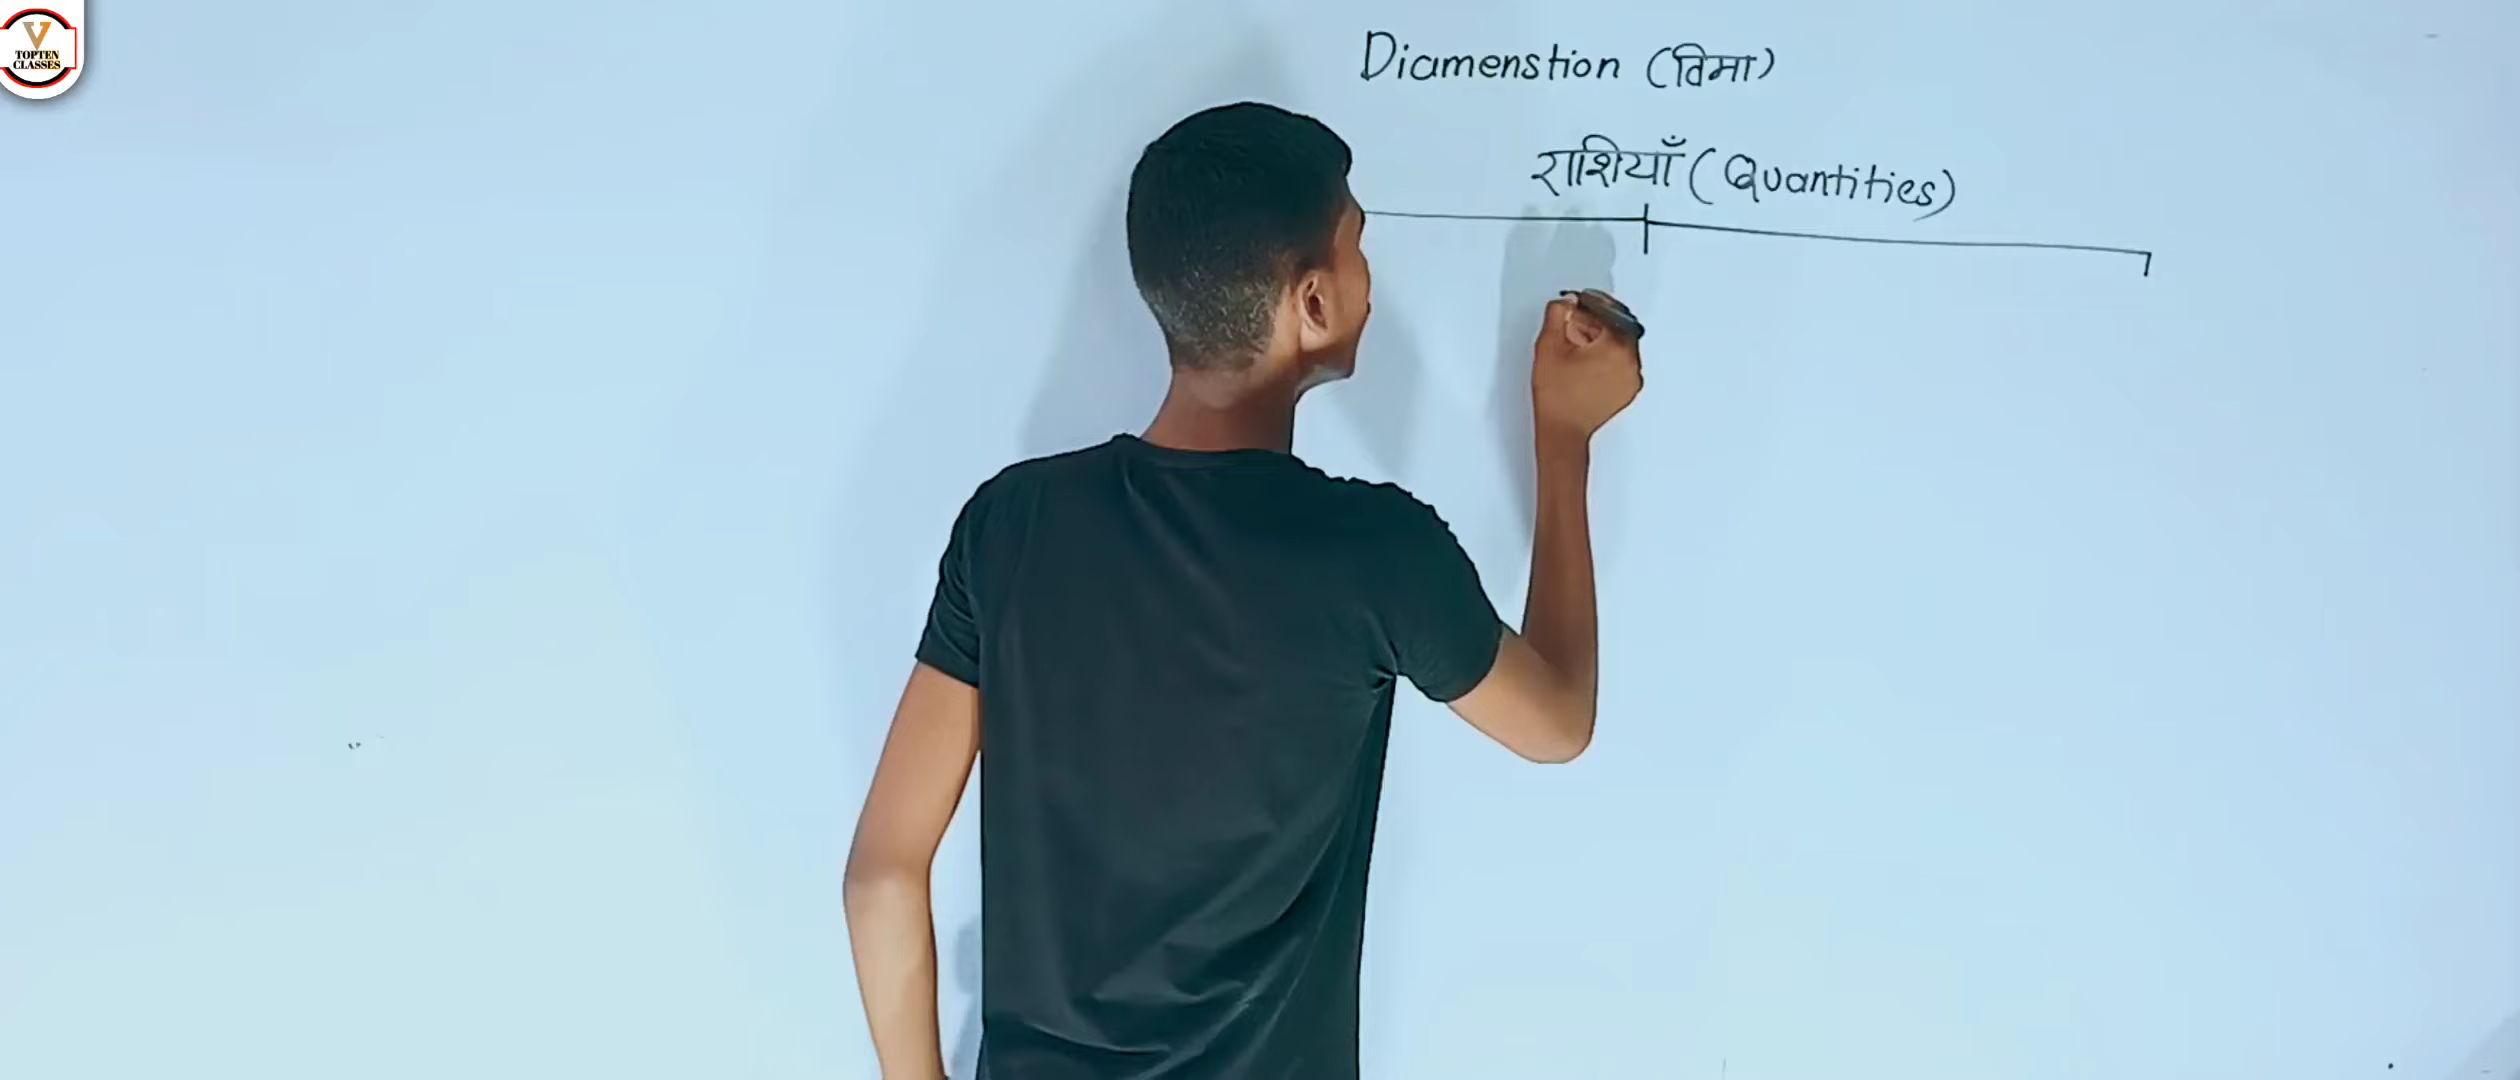 V
TOPTEN
CLASSES
Diamenstion (विमा)
राशियाँ (Quantities)